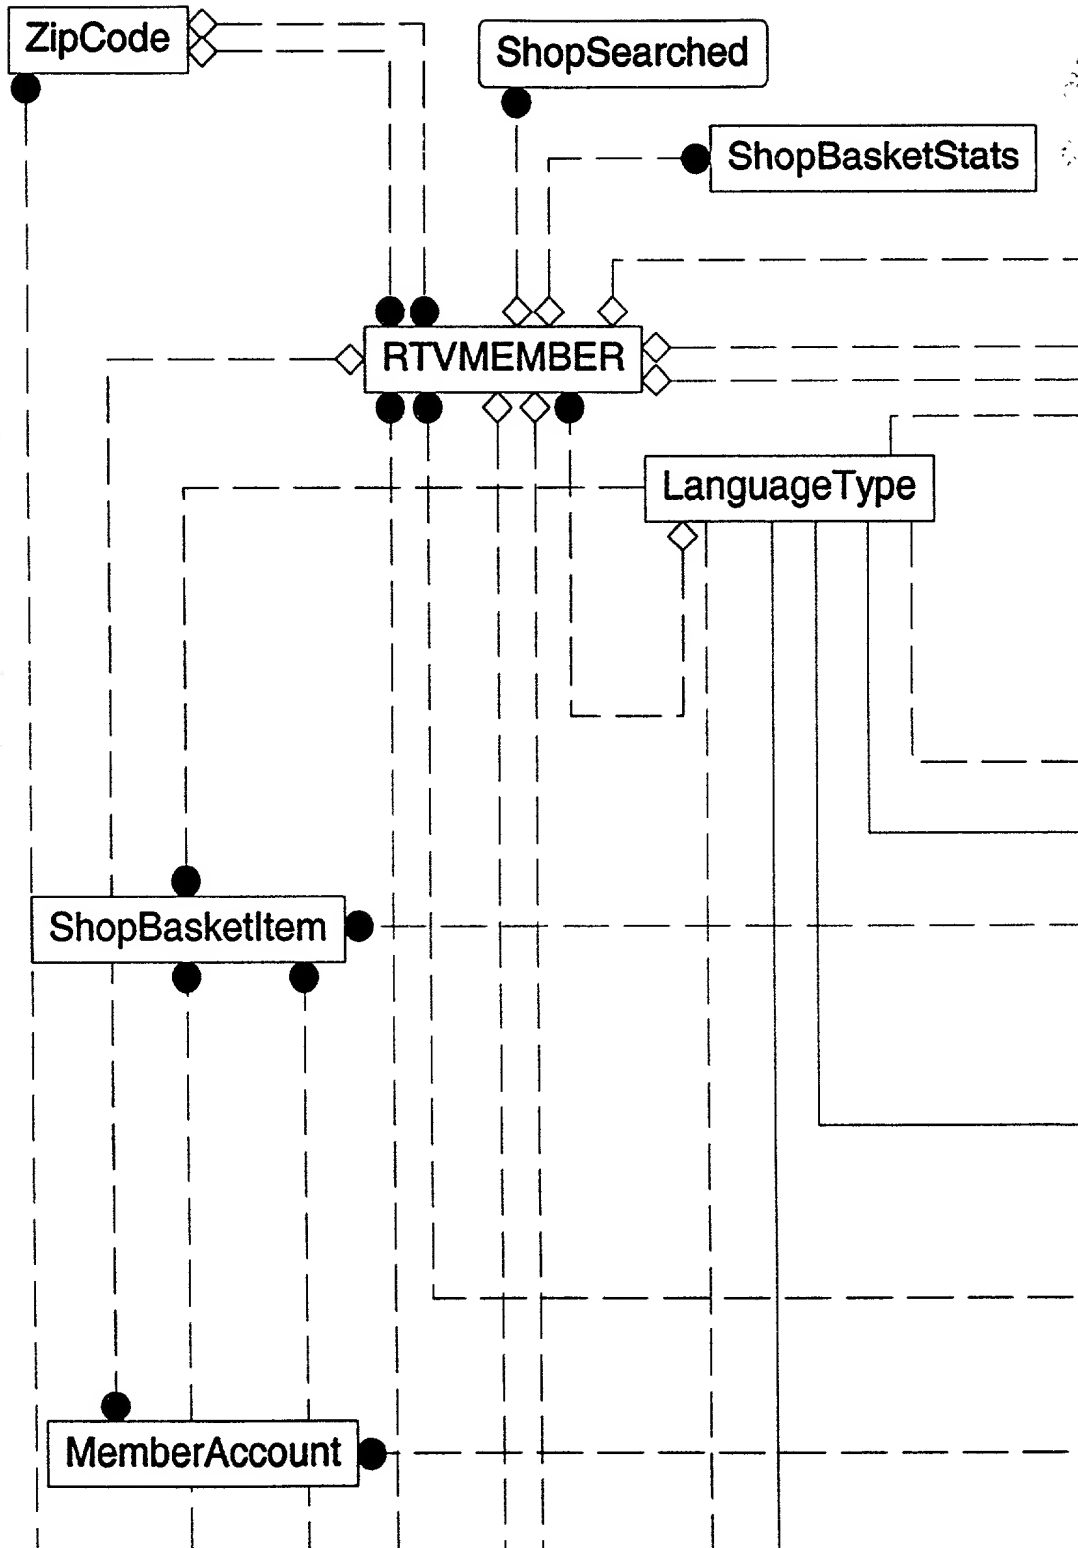 ZipCode
ShopSearched
ShopBasketStats
RTVMEMBER
LanguageType
ShopBasketItem
MemberAccount